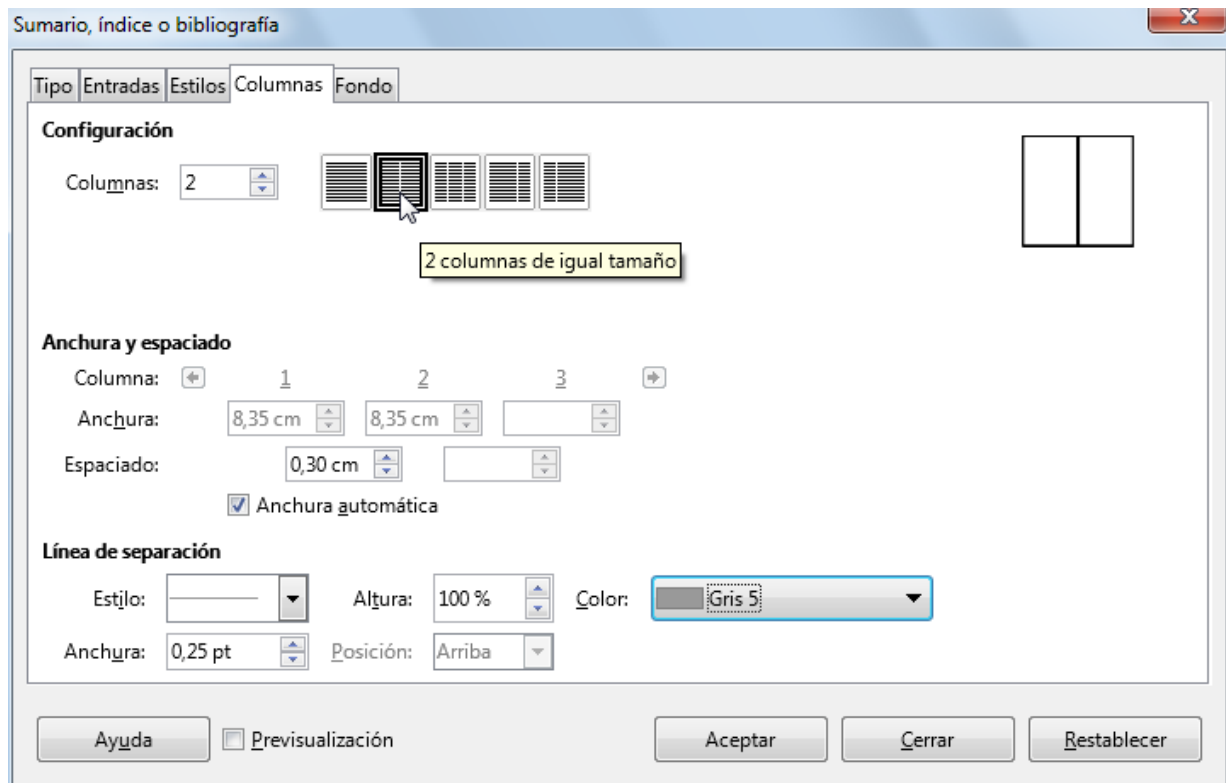 Sumario, índice o bibliografía
Tipo Entradas Estilos Columnas Fondo
Configuración
Columnas: 2
2 columnas de igual tamaño
Anchura y espaciado
Columna: 1 2 3
Anchura: 8,35 cm 8,35 cm
Espaciado: 0,30 cm
Anchura automática
Línea de separación
Estilo: Altura: 100 % Color: Gris 5
Anchura: 0,25 pt Posición: Arriba
Ayuda Previsualización Aceptar Cerrar Restablecer